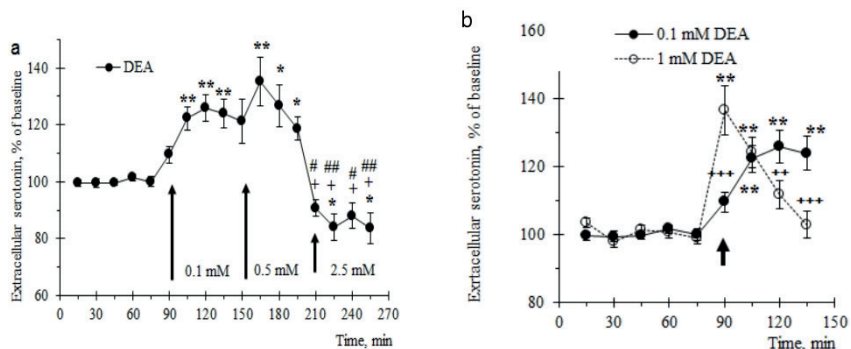 a
Extracellular serotonin, % of baseline
DEA
140
120
100
80
60
** ** ** ** * *
# ## # ##
+ + + +
* *
0.1 mM 0.5 mM 2.5 mM
0 30 60 90 120 150 180 210 240 270
Time, min
b
Exrtacellular serotonin, % of baseline
0.1 mM DEA
1 mM DEA
160
140
120
100
80
** ** ** **
+++ ** ++ +++
0 30 60 90 120 150
Time, min